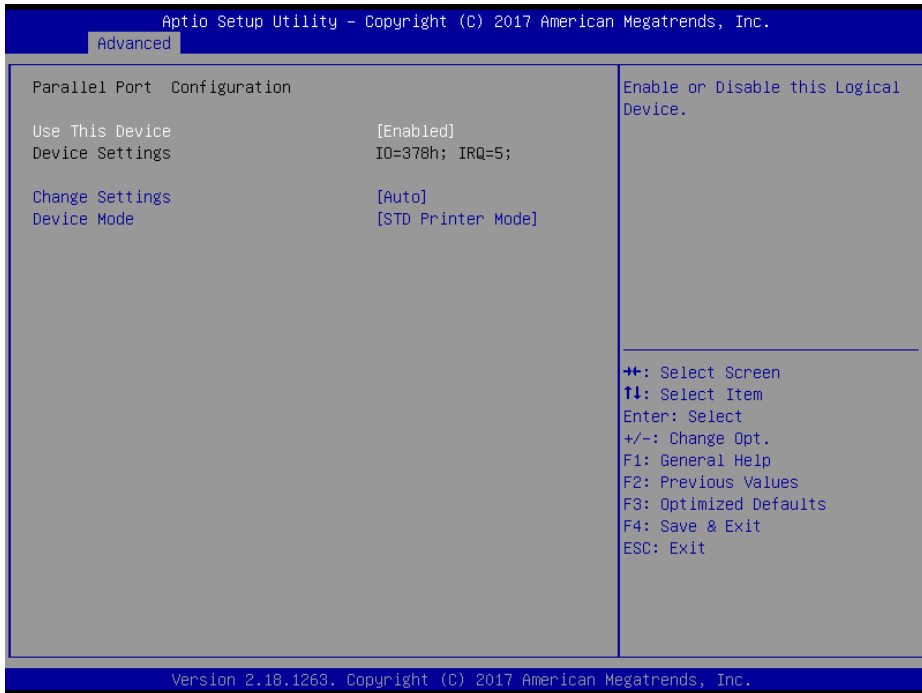 Aptio Setup Utility – Copyright (C) 2017 American Megatrends, Inc.
Advanced
Parallel Port  Configuration
Use This Device [Enabled]
Device Settings IO=378h; IRQ=5;
Change Settings [Auto]
Device Mode [STD Printer Mode]
Enable or Disable this Logical
Device.
→←: Select Screen
↑↓: Select Item
Enter: Select
+/-: Change Opt.
F1: General Help
F2: Previous Values
F3: Optimized Defaults
F4: Save & Exit
ESC: Exit
Version 2.18.1263. Copyright (C) 2017 American Megatrends, Inc.